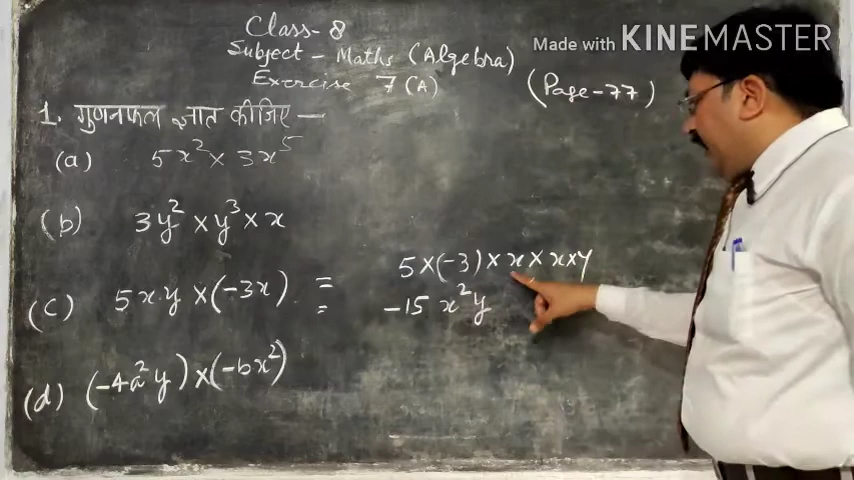 Made with KINEMASTER
Class-8
Subject - Maths (Algebra)
Exercise 7(A)
(Page-77)
1. गुणनफल ज्ञात कीजिए —
(a) 5x² × 3x⁵
(b) 3y² × y³ × x
(c) 5xy × (-3x) = 5×(-3)×x×x×y
= -15 x²y
(d) (-4a²y) × (-bx²)